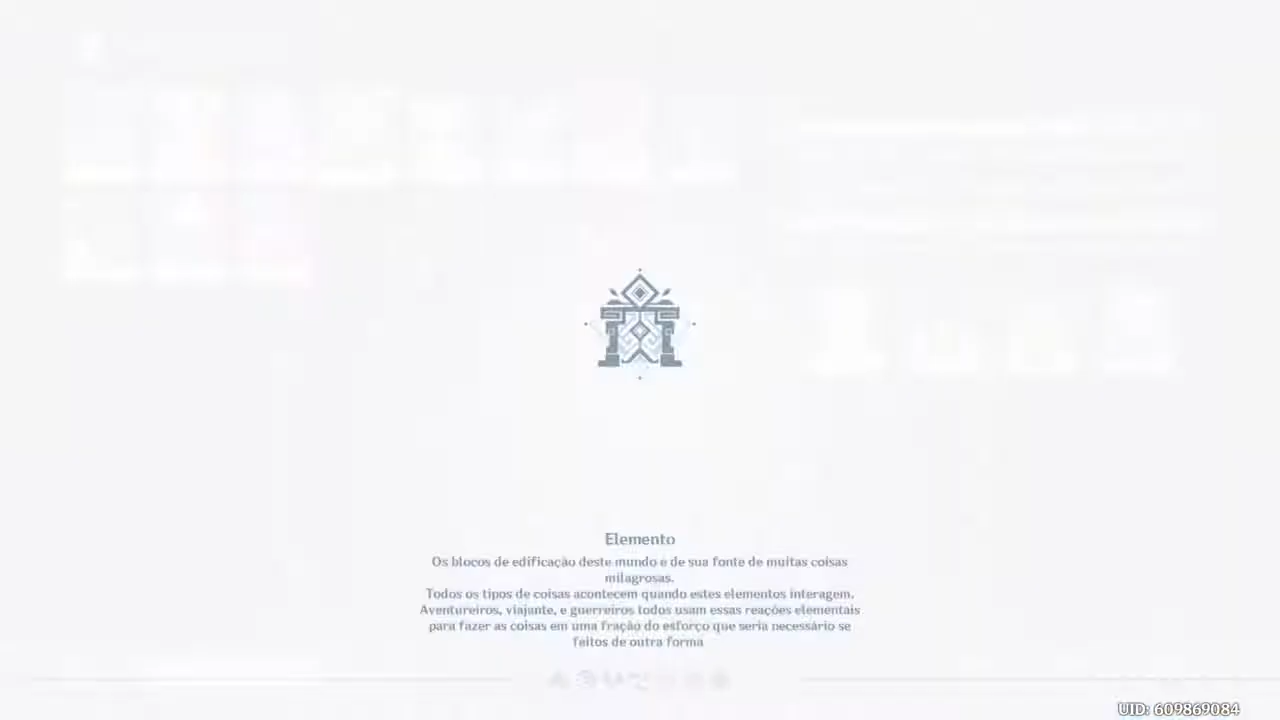 Elemento
Os blocos de edificação deste mundo e de sua fonte de muitas coisas
milagrosas.
Todos os tipos de coisas acontecem quando estes elementos interagem.
Aventureiros, viajante, e guerreiros todos usam essas reações elementais
para fazer as coisas em uma fração do esforço que seria necessário se
feitos de outra forma
UID: 609869084